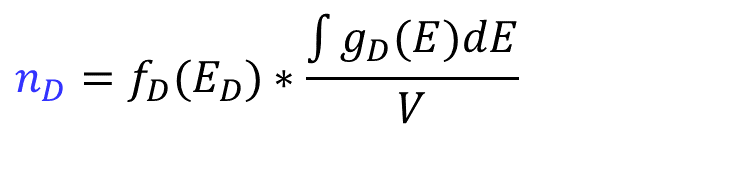 n_D = f_D(E_D) * ∫ g_D(E)dE / V